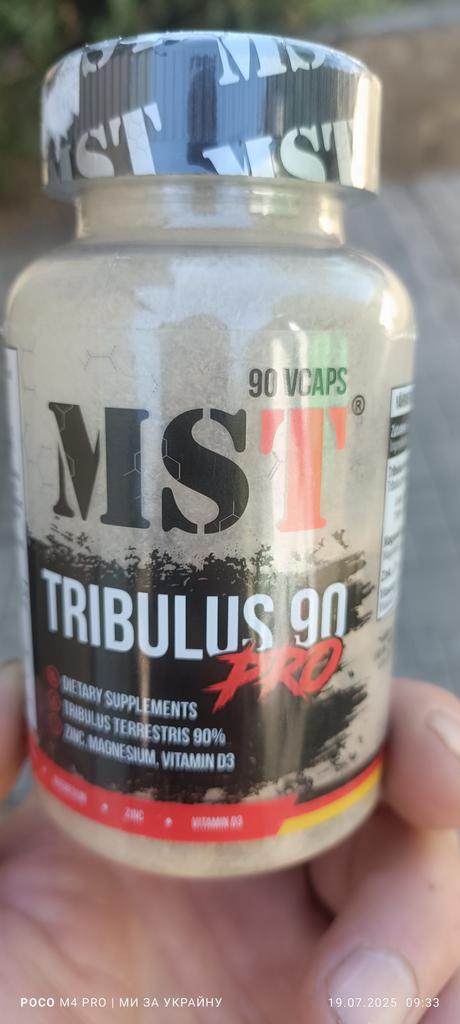 MST
MST
90 VCAPS
MST®
TRIBULUS 90
PRO
DIETARY SUPPLEMENTS
TRIBULUS TERRESTRIS 90%
ZINC, MAGNESIUM, VITAMIN D3
ZINC • VITAMIN D3
POCO M4 PRO | МИ ЗА УКРАЇНУ
19.07.2025 09:33